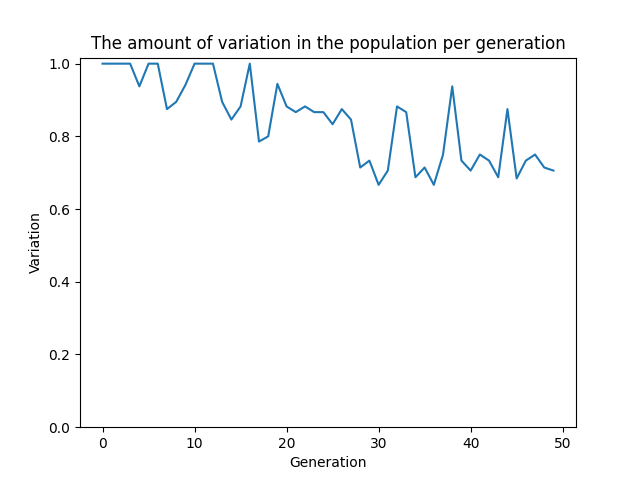 The amount of variation in the population per generation
1.0
0.8
0.6
0.4
0.2
0.0
Variation
0 10 20 30 40 50
Generation